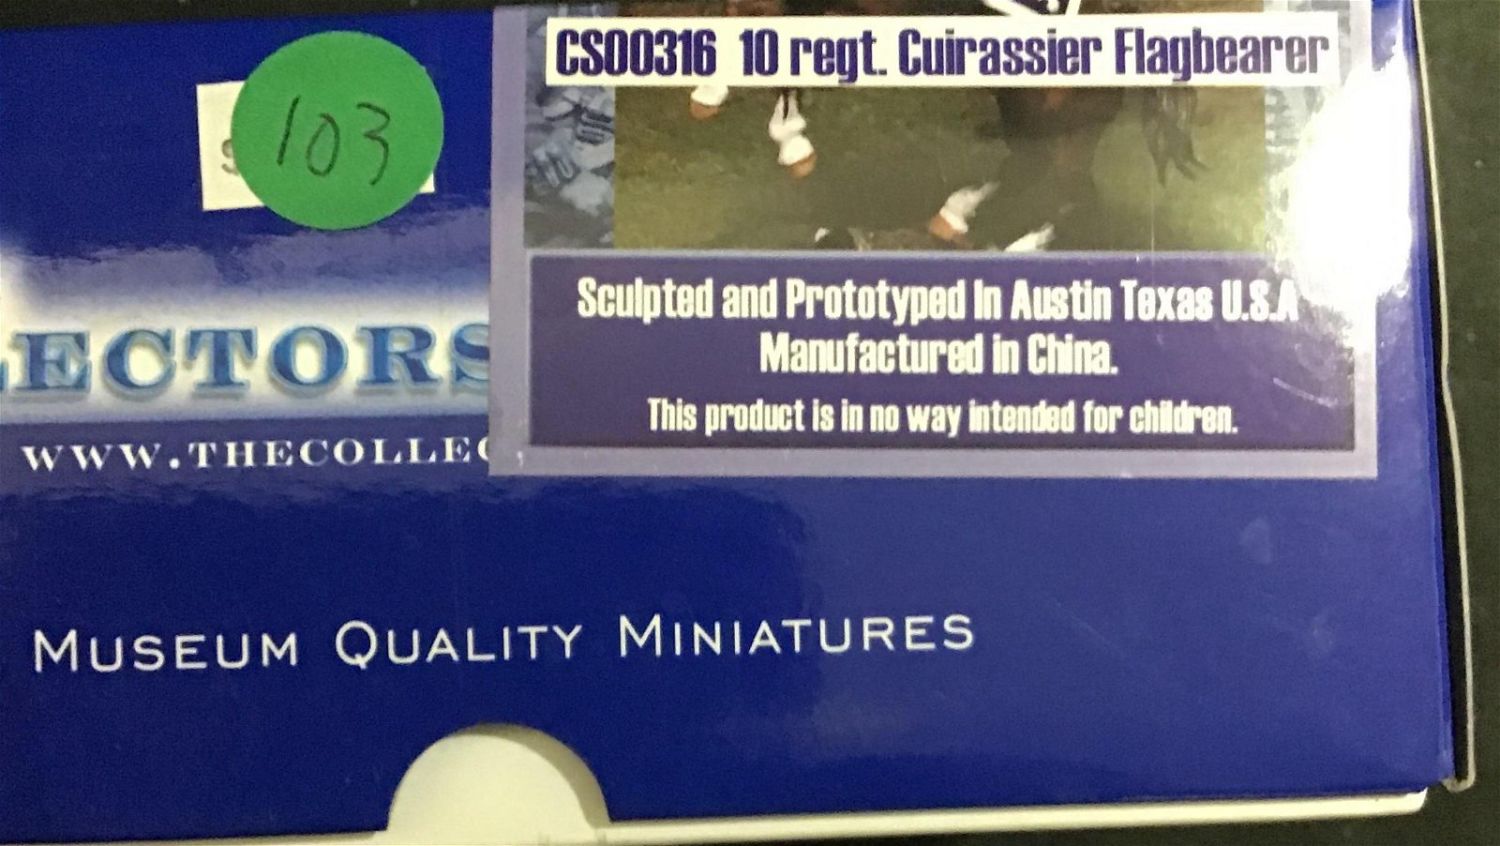 CS00316 10 regt. Cuirassier Flagbearer
103
Sculpted and Prototyped In Austin Texas U.S.A
Manufactured in China.
This product is in no way intended for children.
LECTORS
WWW.THECOLLEC
MUSEUM QUALITY MINIATURES